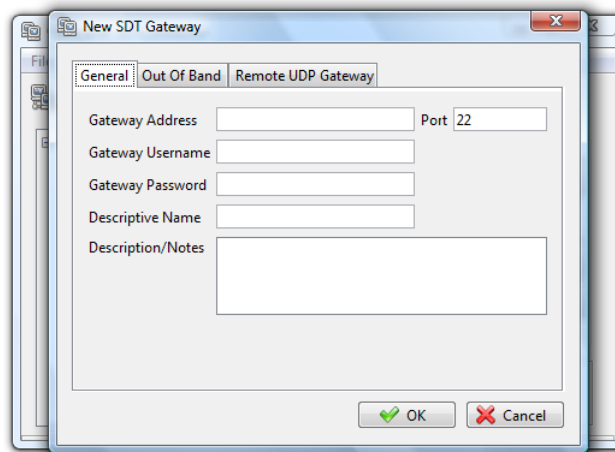 New SDT Gateway
File
General Out Of Band Remote UDP Gateway
Gateway Address Port 22
Gateway Username
Gateway Password
Descriptive Name
Description/Notes
OK Cancel